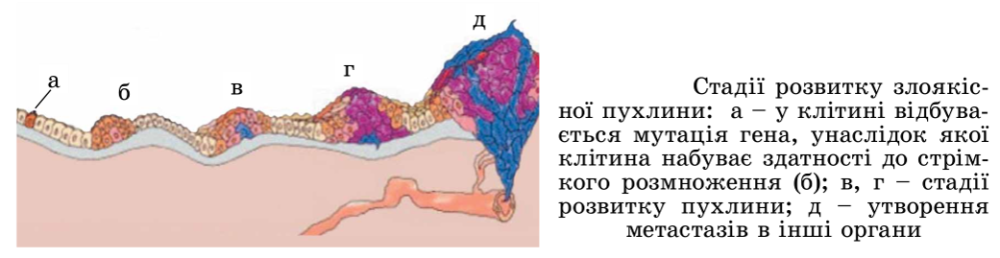 а
б
в
г
д
Стадії розвитку злоякіс-
ної пухлини: а – у клітині відбува-
ється мутація гена, унаслідок якої
клітина набуває здатності до стрім-
кого розмноження (б); в, г – стадії
розвитку пухлини; д – утворення
метастазів в інші органи